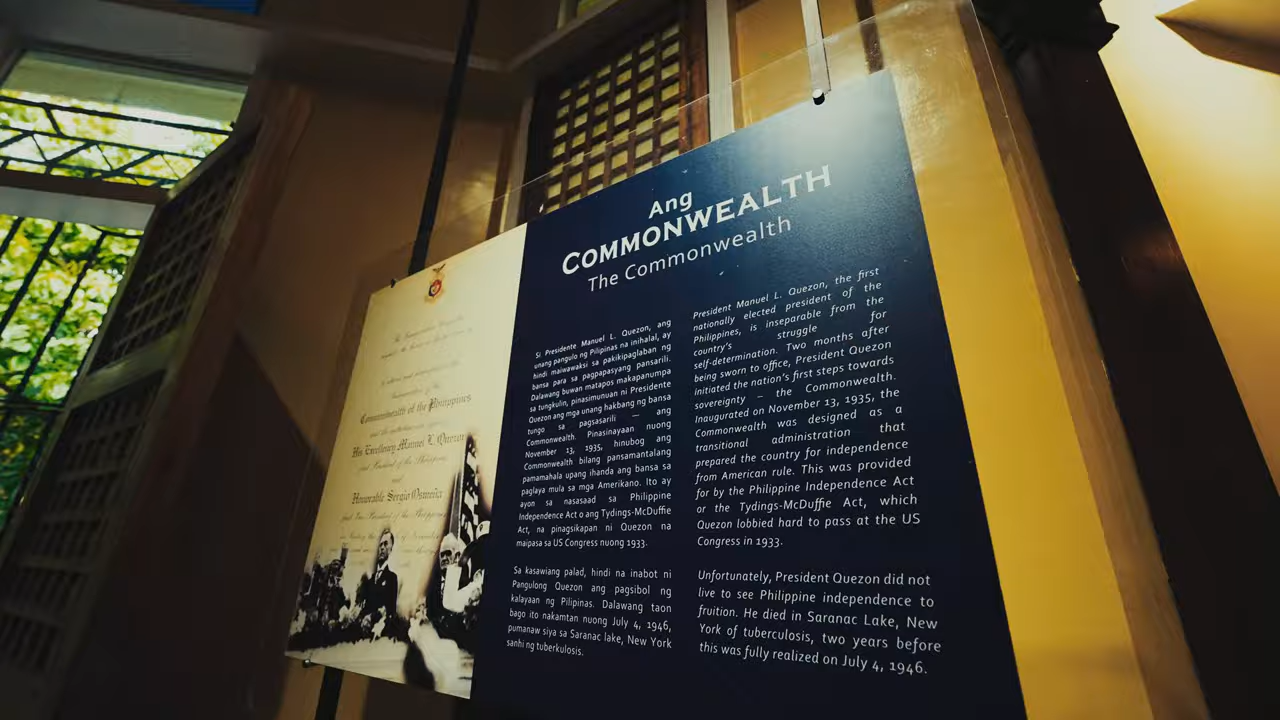 Commonwealth of the Philippines
His Excellency Manuel L. Quezon
and
Honorable Sergio Osmeña
Ang
COMMONWEALTH
The Commonwealth
Si Presidente Manuel L. Quezon, ang
unang pangulo ng Pilipinas na inihalal, ay
hindi maiwawaksi sa pakikipaglaban ng
bansa para sa pagpapasyang pansarili.
Dalawang buwan matapos makapanumpa
sa tungkulin, pinasimunuan ni Presidente
Quezon ang mga unang hakbang ng bansa
tungo sa pagsasarili — ang
Commonwealth. Pinasinayaan nuong
November 13, 1935, hinubog ang
Commonwealth bilang pansamantalang
pamamahala upang ihanda ang bansa sa
paglaya mula sa mga Amerikano. Ito ay
ayon sa nasasaad sa Philippine
Independence Act o ang Tydings-McDuffie
Act, na pinagsikapan ni Quezon na
maipasa sa US Congress nuong 1933.
Sa kasawiang palad, hindi na inabot ni
Pangulong Quezon ang pagsibol ng
kalayaan ng Pilipinas. Dalawang taon
bago ito nakamtan nuong July 4, 1946,
pumanaw siya sa Saranac lake, New York
sanhi ng tuberkulosis.
President Manuel L. Quezon, the first
nationally elected president of the
Philippines, is inseparable from the
country's struggle for
self-determination. Two months after
being sworn to office, President Quezon
initiated the nation's first steps towards
sovereignty — the Commonwealth.
Inaugurated on November 13, 1935, the
Commonwealth was designed as a
transitional administration that
prepared the country for independence
from American rule. This was provided
for by the Philippine Independence Act
or the Tydings-McDuffie Act, which
Quezon lobbied hard to pass at the US
Congress in 1933.
Unfortunately, President Quezon did not
live to see Philippine independence to
fruition. He died in Saranac Lake, New
York of tuberculosis, two years before
this was fully realized on July 4, 1946.